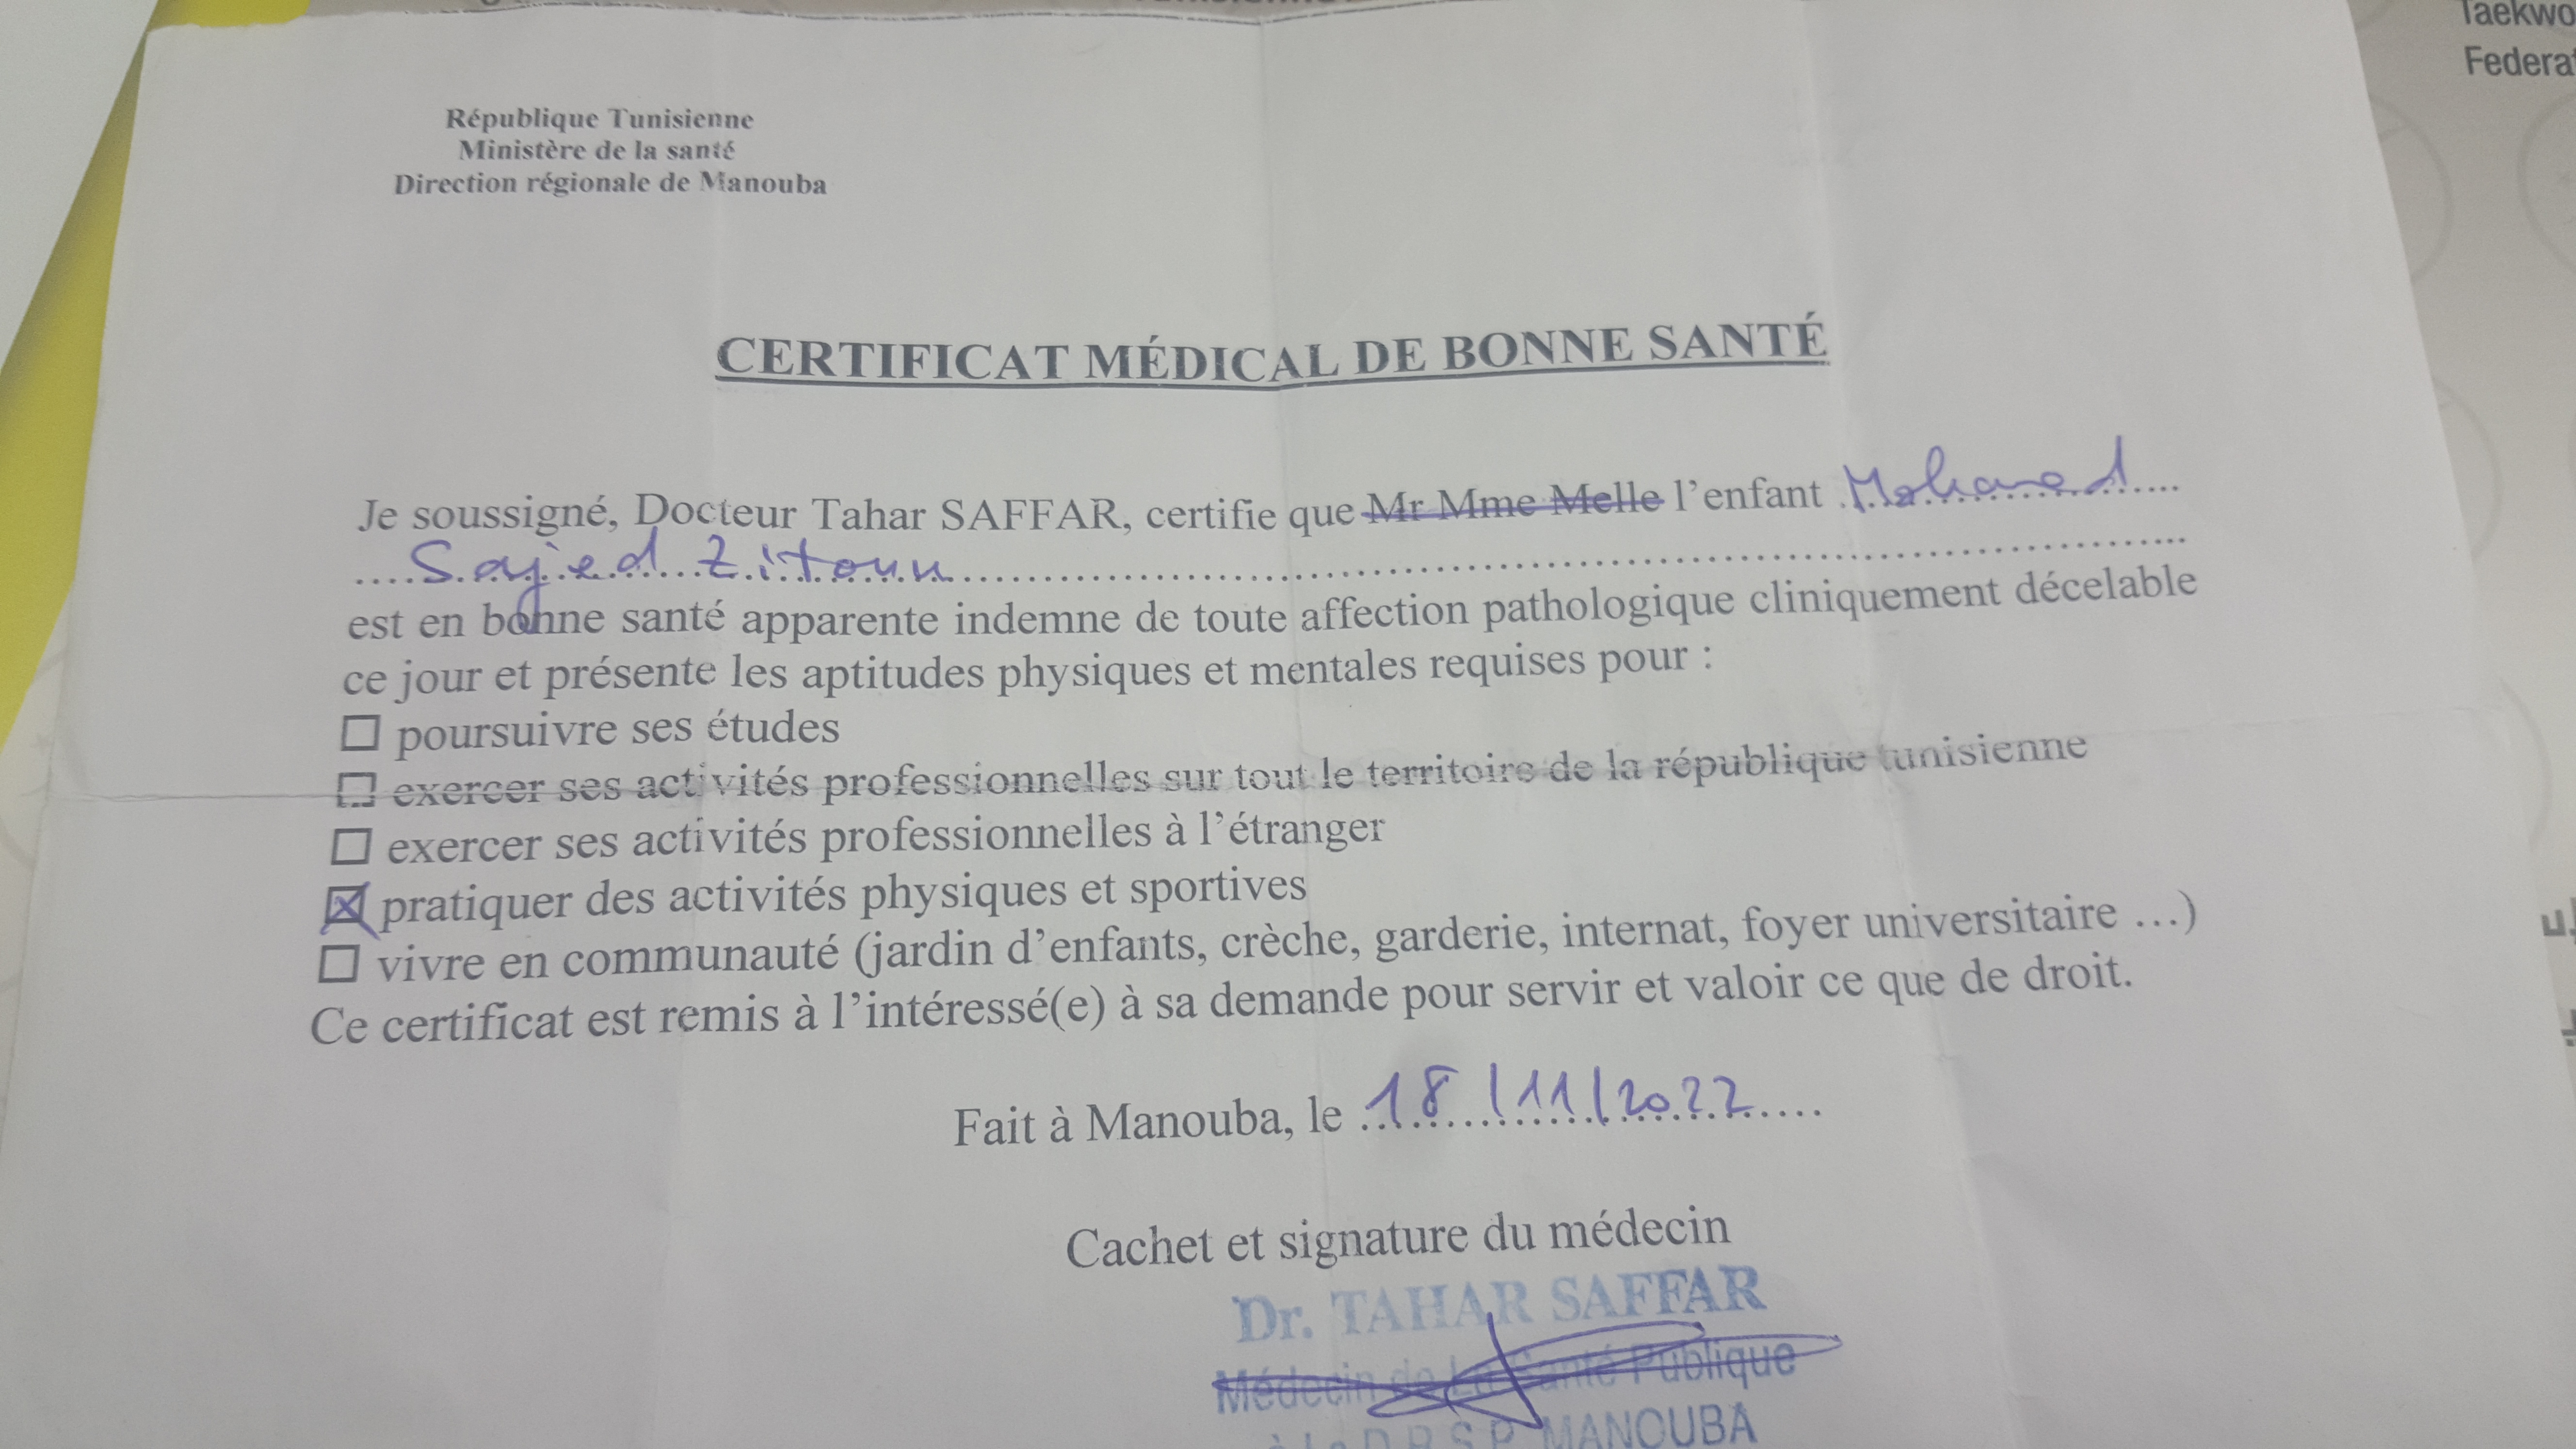 Taekwo
Federat
République Tunisienne
Ministère de la santé
Direction régionale de Manouba
CERTIFICAT MÉDICAL DE BONNE SANTÉ
Je soussigné, Docteur Tahar SAFFAR, certifie que Mr Mme Melle l'enfant Mohamed
Sajed Zitoun
est en bonne santé apparente indemne de toute affection pathologique cliniquement décelable
ce jour et présente les aptitudes physiques et mentales requises pour :
☐ poursuivre ses études
☐ exercer ses activités professionnelles sur tout le territoire de la république tunisienne
☐ exercer ses activités professionnelles à l'étranger
☒ pratiquer des activités physiques et sportives
☐ vivre en communauté (jardin d'enfants, crèche, garderie, internat, foyer universitaire ...)
Ce certificat est remis à l'intéressé(e) à sa demande pour servir et valoir ce que de droit.
Fait à Manouba, le 18/11/2022
Cachet et signature du médecin
Dr. TAHAR SAFFAR
Médecin de La Santé Publique
à la D.R.S.P. MANOUBA